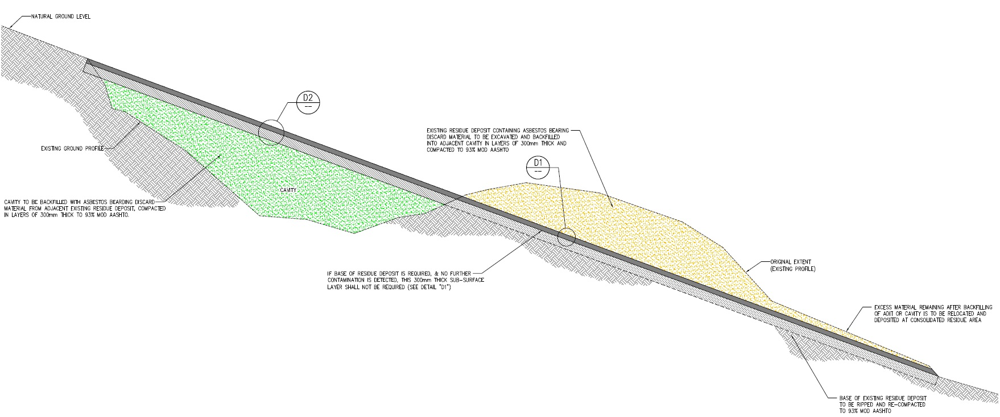 NATURAL GROUND LEVEL
D2
--
EXISTING RESIDUE DEPOSIT CONTAINING ASBESTOS BEARING
DISCARD MATERIAL TO BE EXCAVATED AND BACKFILLED
INTO ADJACENT CAVITY IN LAYERS OF 300mm THICK AND
COMPACTED TO 93% MOD AASHTO
EXISTING GROUND PROFILE
D1
--
CAVITY
CAVITY TO BE BACKFILLED WITH ASBESTOS BEARDING DISCARD
MATERIAL FROM ADJACENT EXISTING RESIDUE DEPOSIT, COMPACTED
IN LAYERS OF 300mm THICK TO 93% MOD AASHTO.
ORIGINAL EXTENT
(EXISTING PROFILE)
IF BASE OF RESIDUE DEPOSIT IS REQUIRED, & NO FURTHER
CONTAMINATION IS DETECTED, THIS 300mm THICK SUB-SURFACE
LAYER SHALL NOT BE REQUIRED (SEE DETAIL "D1")
EXCESS MATERIAL REMAINING AFTER BACKFILLING
OF ADIT OR CAVITY IS TO BE RELOCATED AND
DEPOSITED AT CONSOLIDATED RESIDUE AREA
BASE OF EXISTING RESIDUE DEPOSIT
TO BE RIPPED AND RE-COMPACTED
TO 93% MOD AASHTO